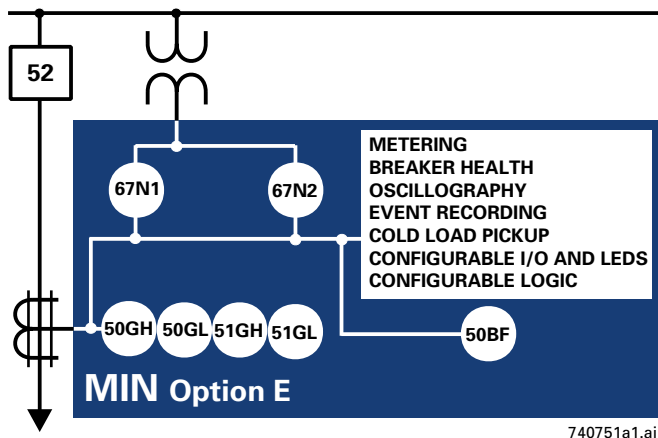 52
METERING
BREAKER HEALTH
OSCILLOGRAPHY
EVENT RECORDING
COLD LOAD PICKUP
CONFIGURABLE I/O AND LEDS
CONFIGURABLE LOGIC
67N1
67N2
50GH
50GL
51GH
51GL
50BF
MIN Option E
740751a1.ai